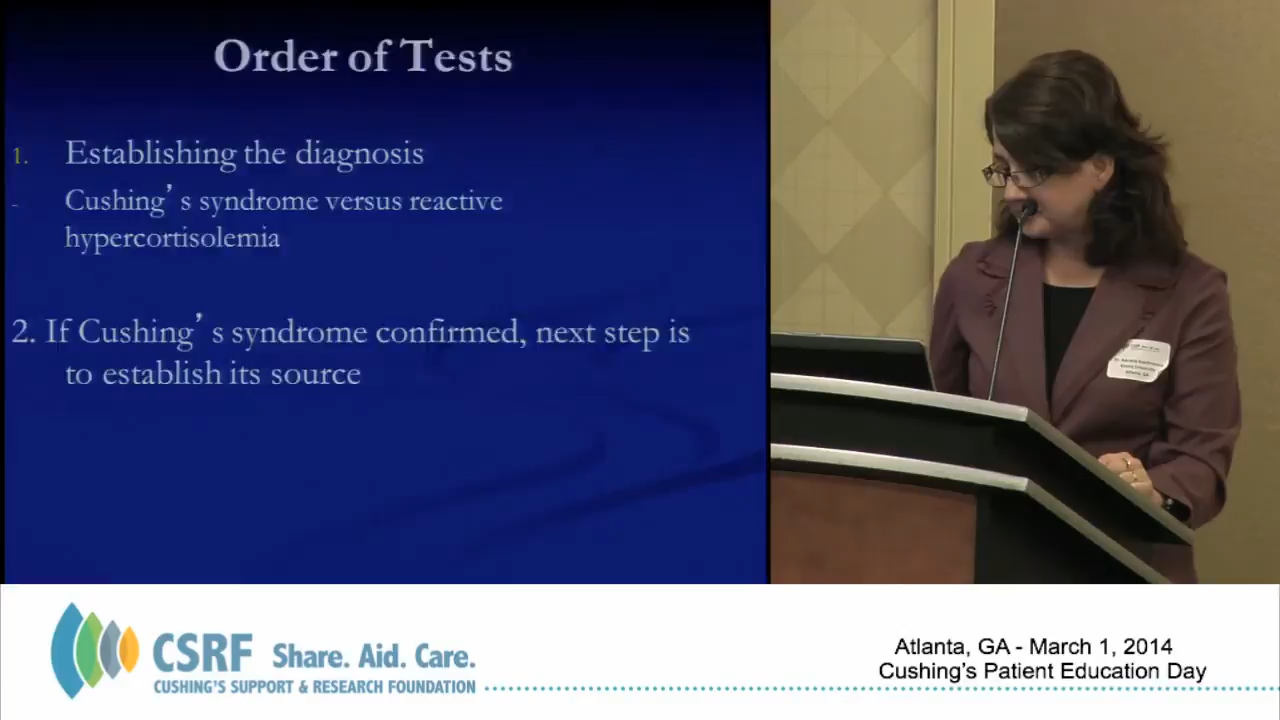 Order of Tests
1. Establishing the diagnosis
- Cushing's syndrome versus reactive
hypercortisolemia
2. If Cushing's syndrome confirmed, next step is
to establish its source
CSRF Share. Aid. Care.
CUSHING'S SUPPORT & RESEARCH FOUNDATION
Atlanta, GA - March 1, 2014
Cushing's Patient Education Day